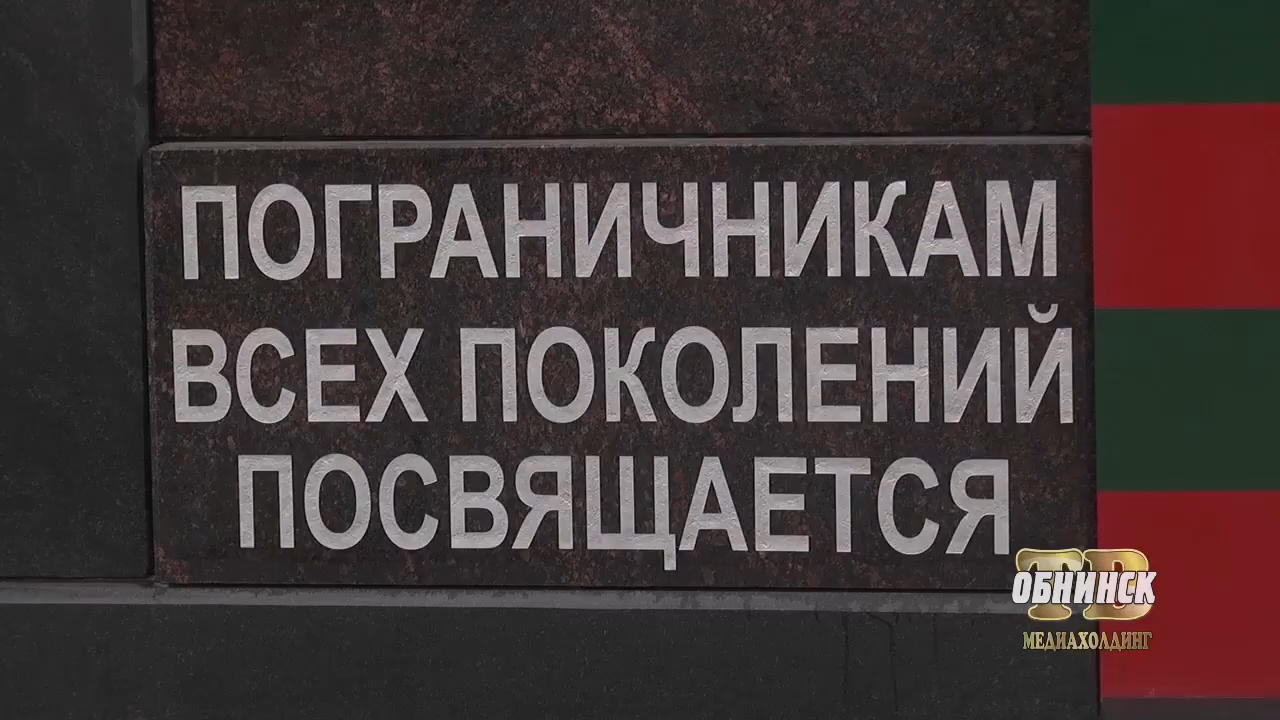 ПОГРАНИЧНИКАМ
ВСЕХ ПОКОЛЕНИЙ
ПОСВЯЩАЕТСЯ
ТВ
ОБНИНСК
МЕДИАХОЛДИНГ